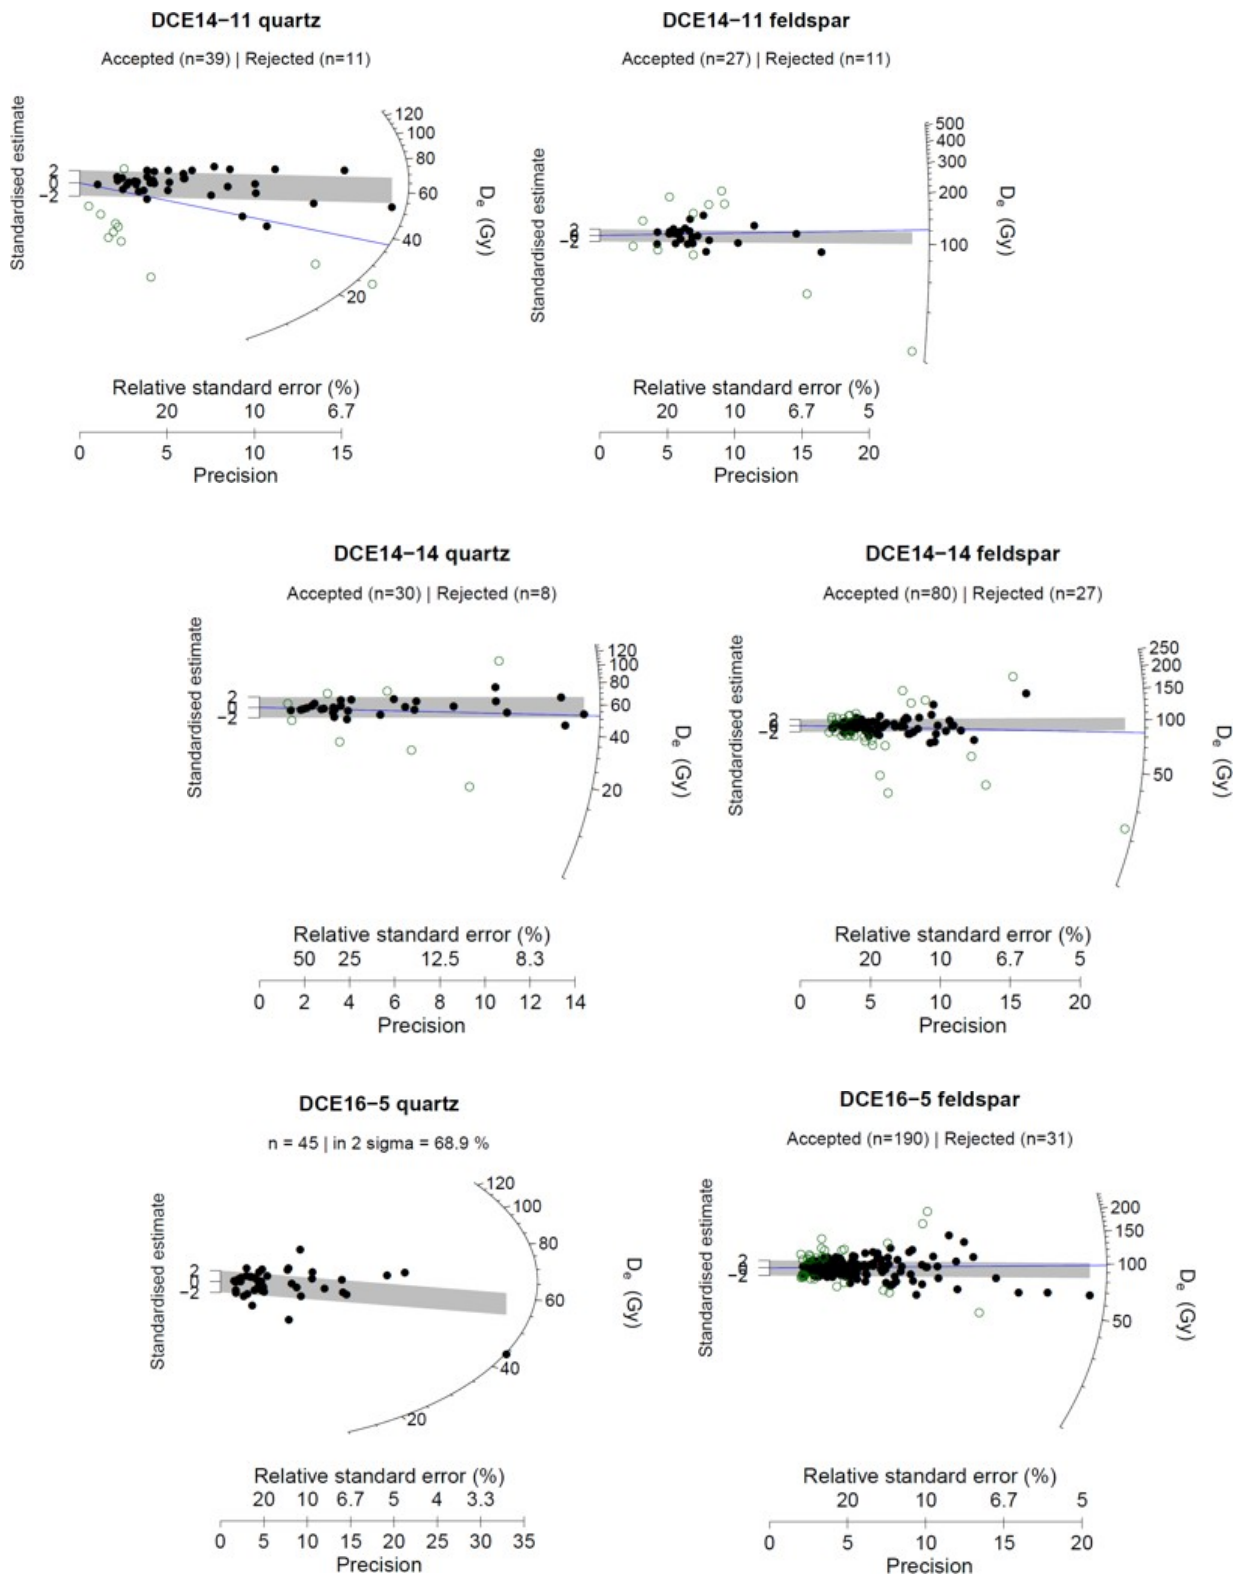 DCE14−11 quartz
Accepted (n=39) | Rejected (n=11)
Standardised estimate
2
0
−2
120
100
80
60
40
20
De (Gy)
Relative standard error (%)
20 10 6.7
0 5 10 15
Precision
DCE14−11 feldspar
Accepted (n=27) | Rejected (n=11)
Standardised estimate
2
0
−2
500
400
300
200
100
De (Gy)
Relative standard error (%)
20 10 6.7 5
0 5 10 15 20
Precision
DCE14−14 quartz
Accepted (n=30) | Rejected (n=8)
Standardised estimate
2
0
−2
120
100
80
60
40
20
De (Gy)
Relative standard error (%)
50 25 12.5 8.3
0 2 4 6 8 10 12 14
Precision
DCE14−14 feldspar
Accepted (n=80) | Rejected (n=27)
Standardised estimate
2
0
−2
250
200
150
100
50
De (Gy)
Relative standard error (%)
20 10 6.7 5
0 5 10 15 20
Precision
DCE16−5 quartz
n = 45 | in 2 sigma = 68.9 %
Standardised estimate
2
0
−2
120
100
80
60
40
20
De (Gy)
Relative standard error (%)
20 10 6.7 5 4 3.3
0 5 10 15 20 25 30 35
Precision
DCE16−5 feldspar
Accepted (n=190) | Rejected (n=31)
Standardised estimate
2
0
−2
200
150
100
50
De (Gy)
Relative standard error (%)
20 10 6.7 5
0 5 10 15 20
Precision